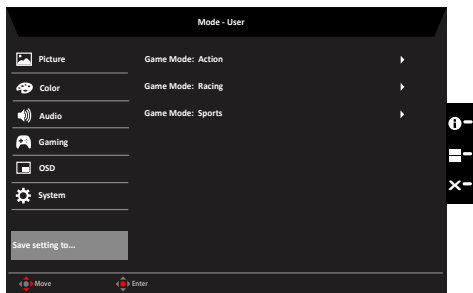 Mode - User
Picture
Game Mode: Action
Color
Game Mode: Racing
Audio
Game Mode: Sports
Gaming
OSD
System
Save setting to...
Move
Enter